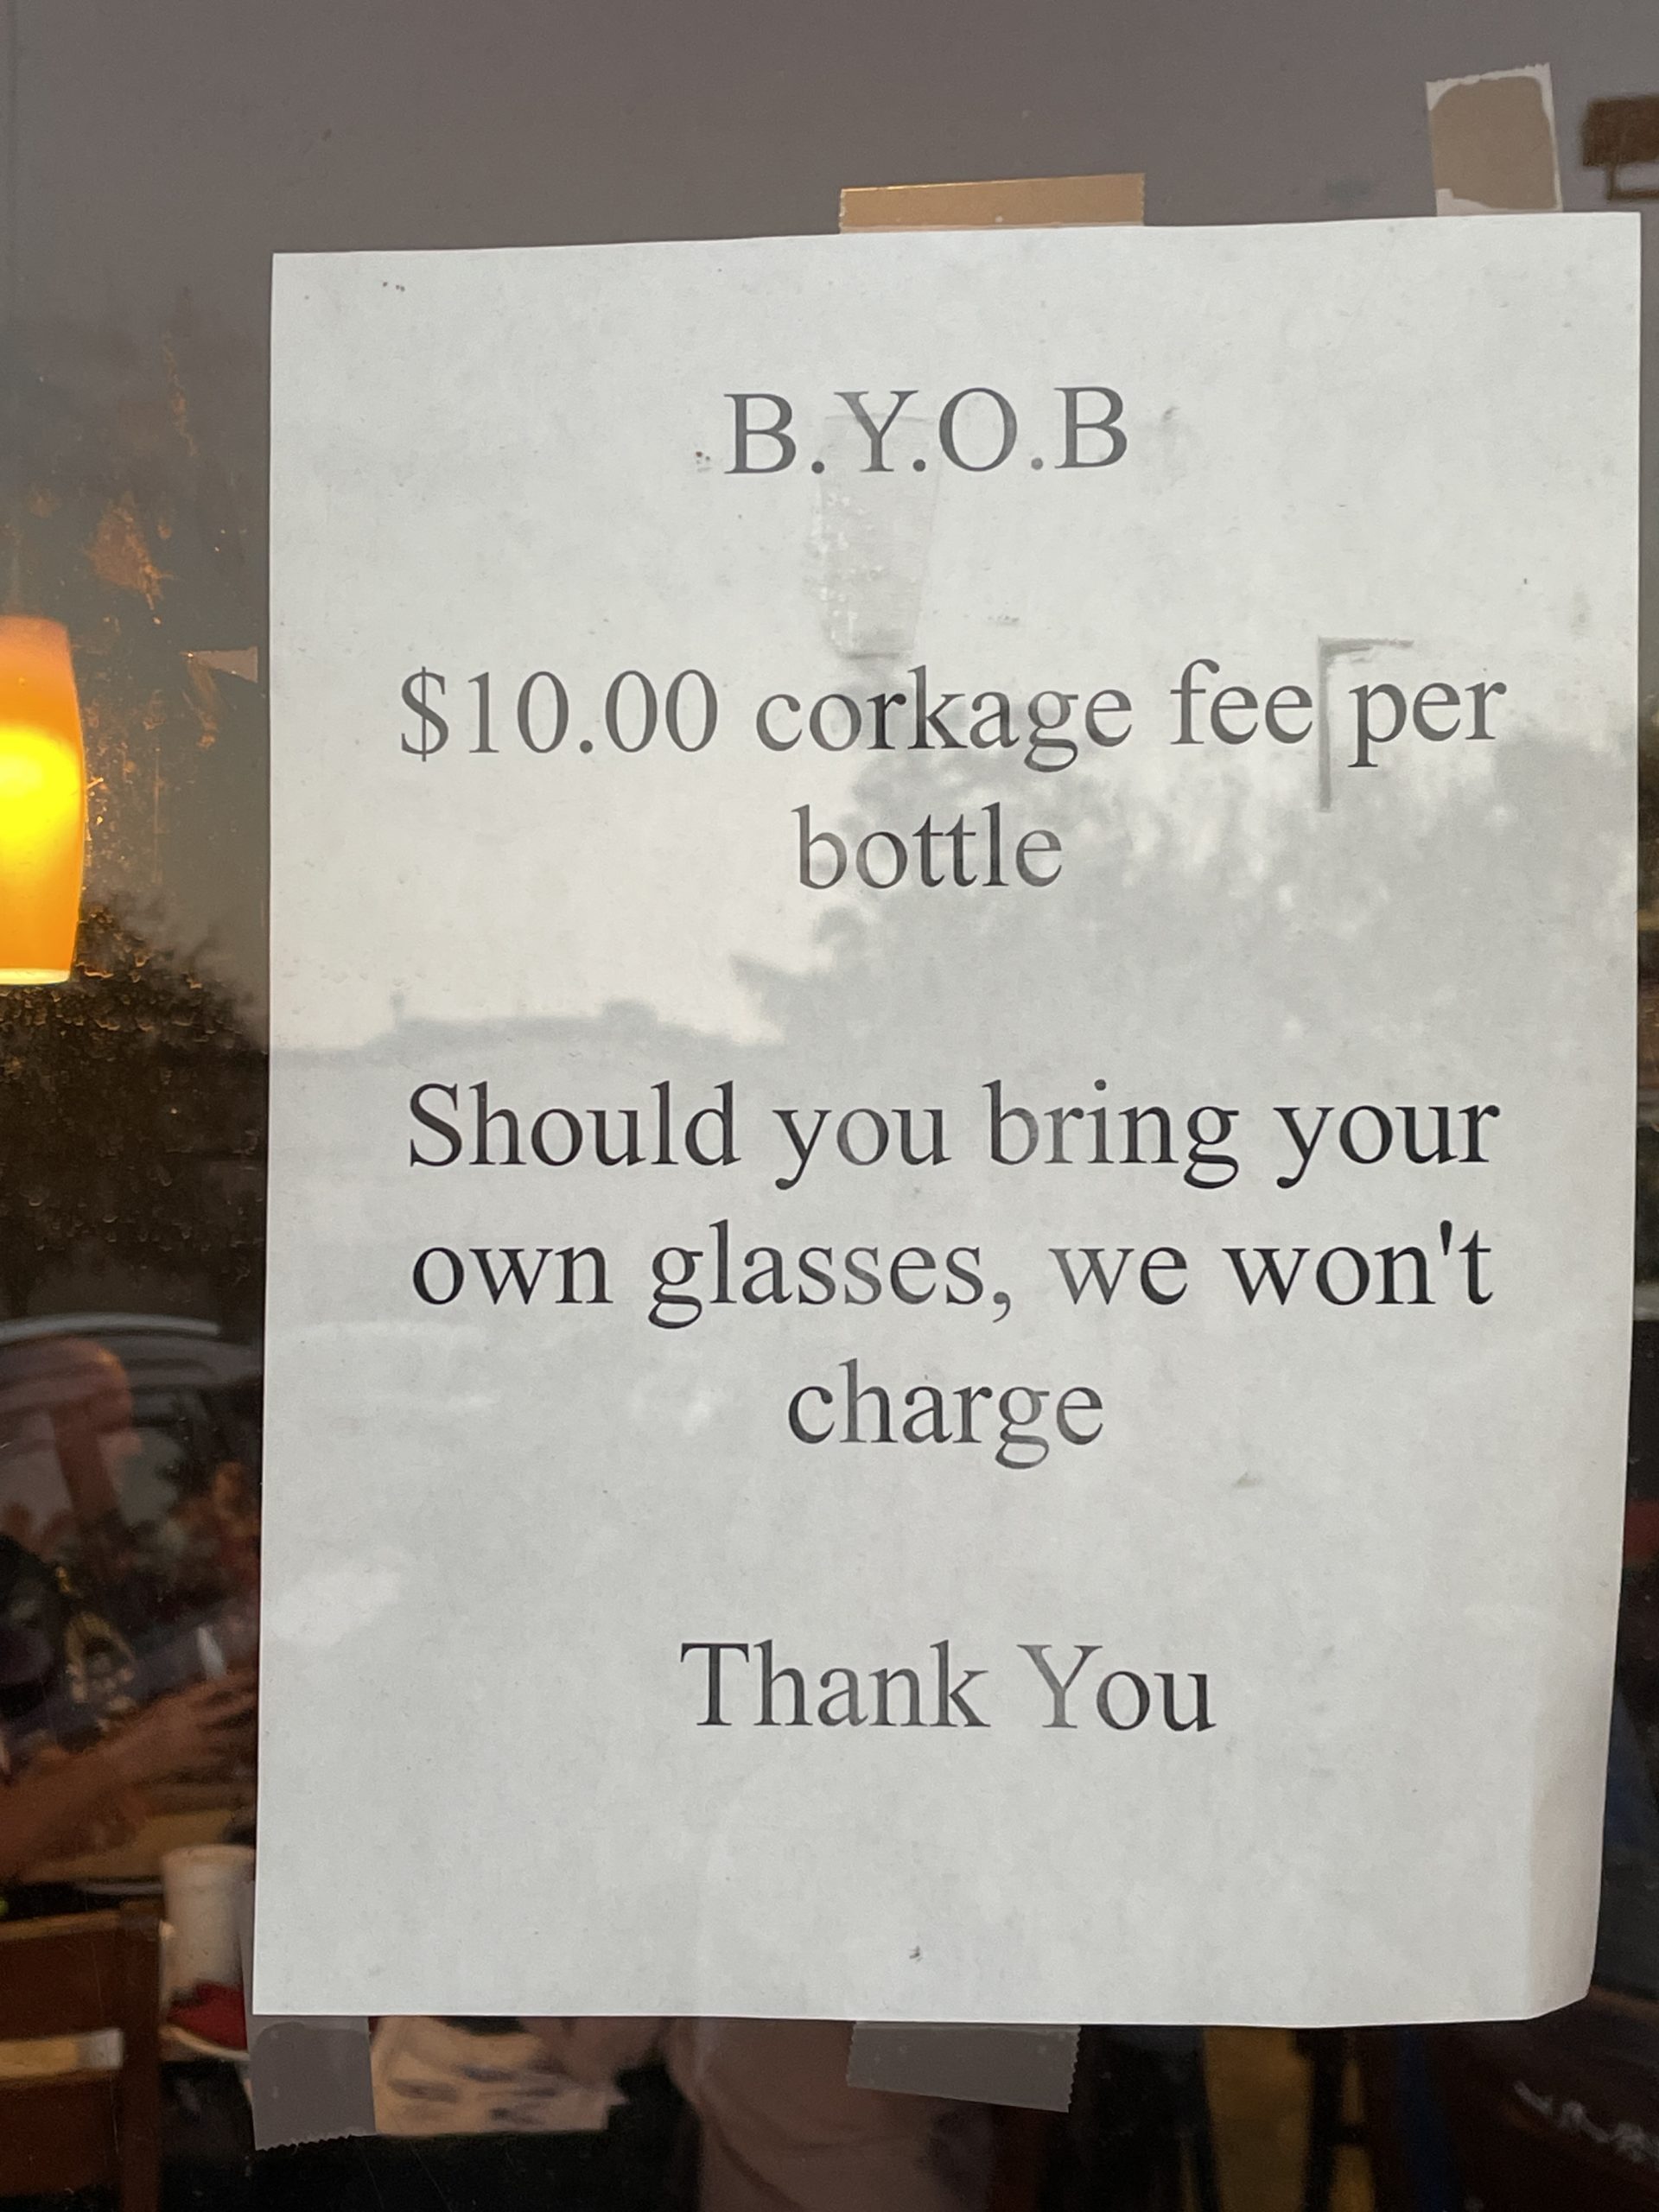 B.Y.O.B
$10.00 corkage fee per
bottle
Should you bring your
own glasses, we won't
charge
Thank You